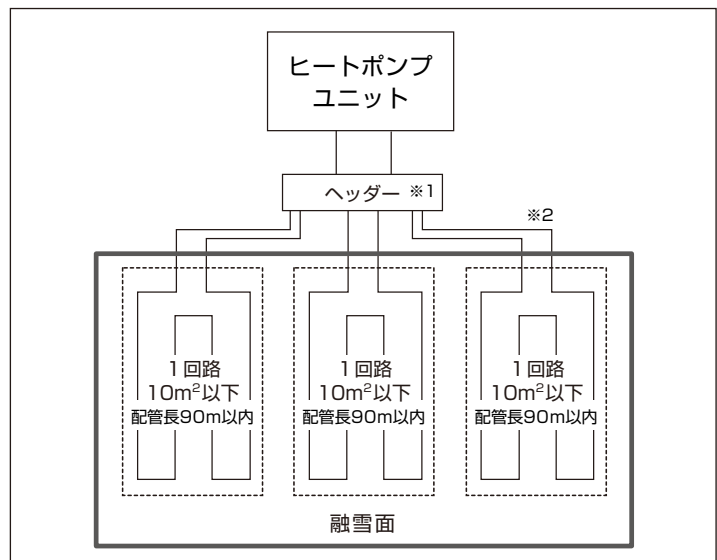 ヒートポンプ
ユニット
ヘッダー ※1
※2
1回路
10m²以下
配管長90m以内
1回路
10m²以下
配管長90m以内
1回路
10m²以下
配管長90m以内
融雪面